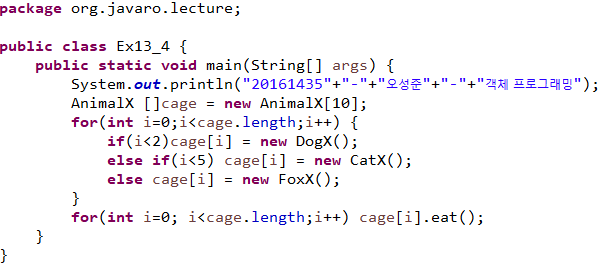 package org.javaro.lecture;
public class Ex13_4 {
public static void main(String[] args) {
System.out.println("20161435"+"-"+"오성준"+"-"+"객체 프로그래밍");
AnimalX []cage = new AnimalX[10];
for(int i=0;i<cage.length;i++) {
if(i<2)cage[i] = new DogX();
else if(i<5) cage[i] = new CatX();
else cage[i] = new FoxX();
}
for(int i=0; i<cage.length;i++) cage[i].eat();
}
}